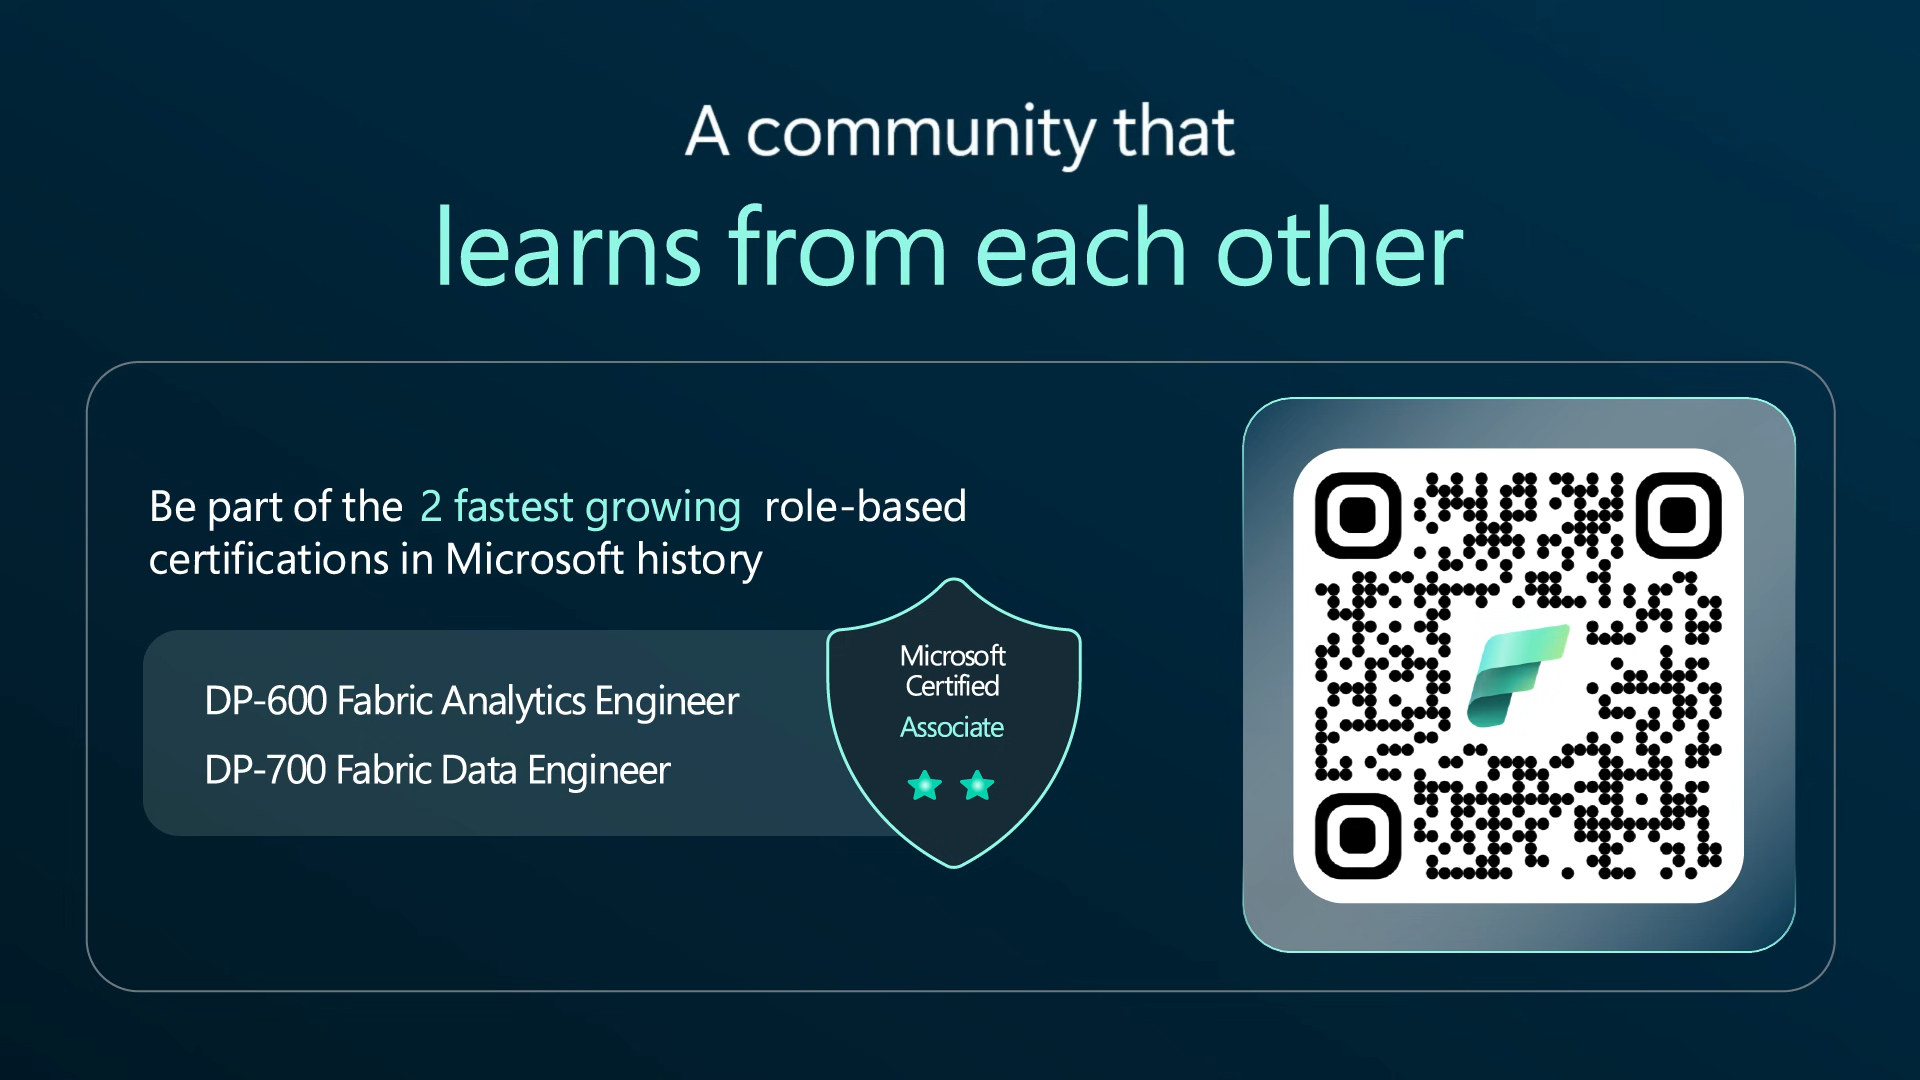 A community that
learns from each other
Be part of the 2 fastest growing role-based
certifications in Microsoft history
DP-600 Fabric Analytics Engineer
DP-700 Fabric Data Engineer
Microsoft
Certified
Associate